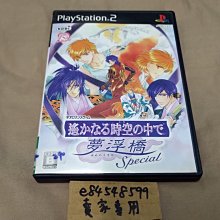 PlayStation 2
遙かなる時空の中で
夢浮橋
Special
e84548599
賣家專用